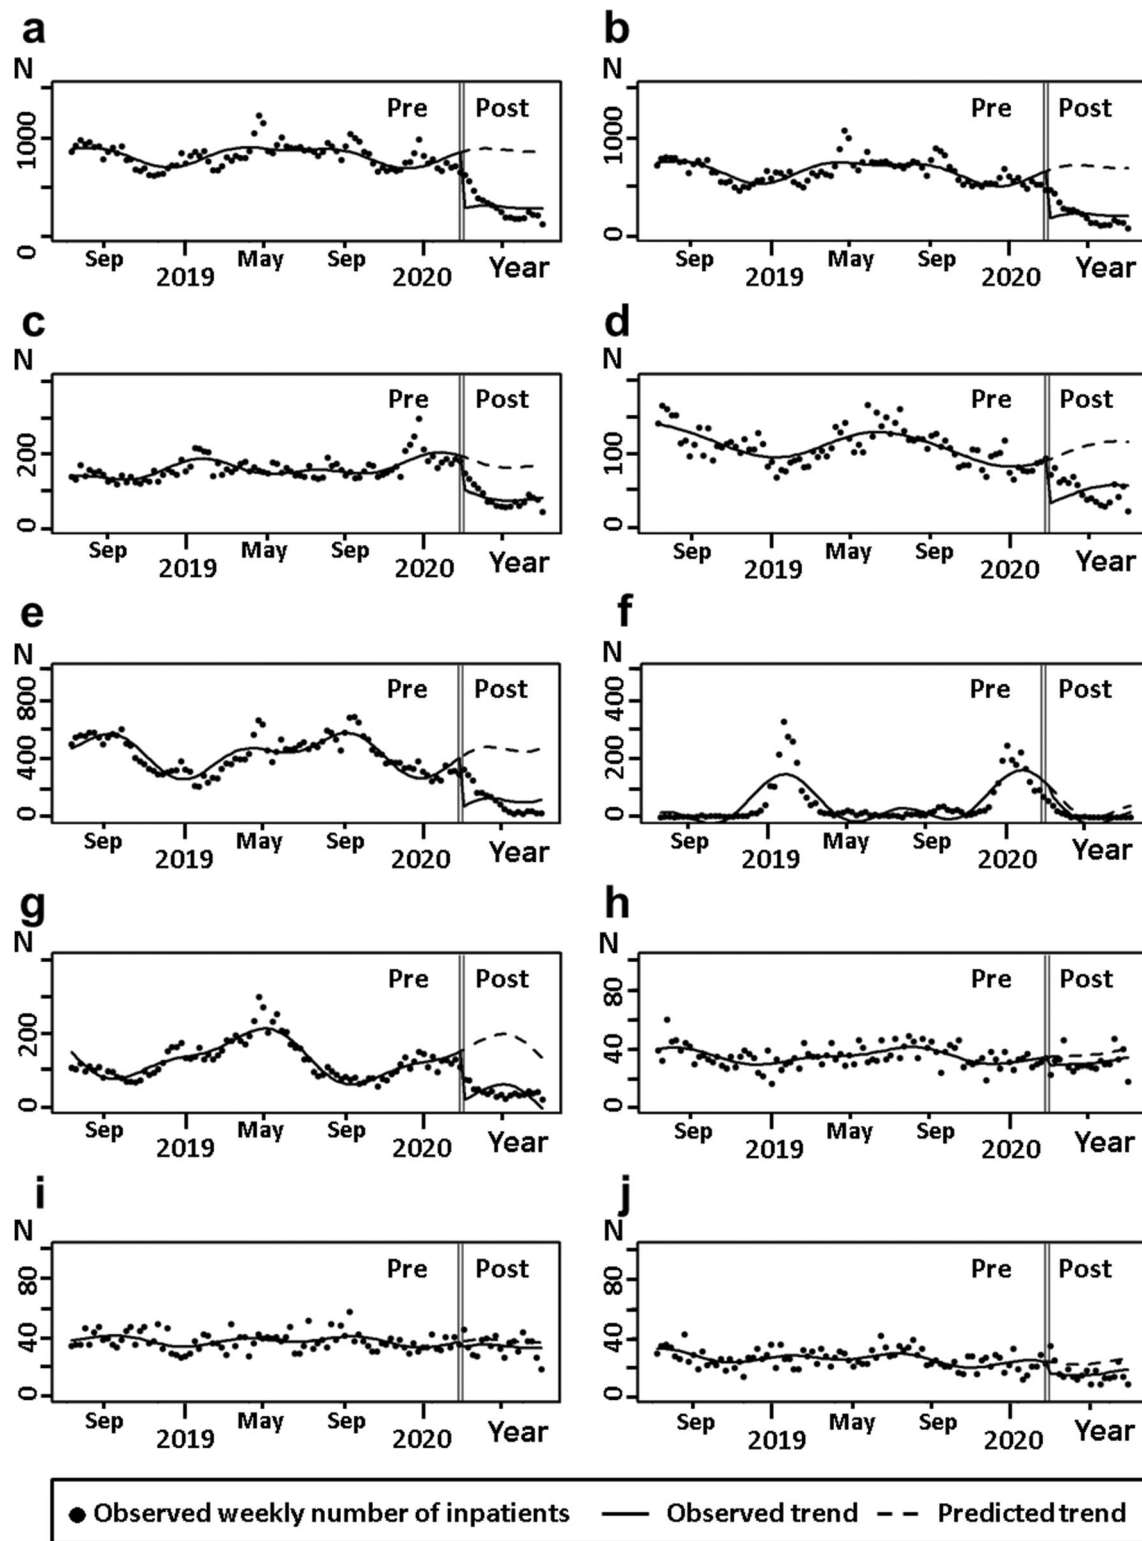 a
N
1000
0
Pre
Post
Sep
May
Sep
2019
2020
Year
b
N
1000
0
Pre
Post
Sep
May
Sep
2019
2020
Year
c
N
200
0
Pre
Post
Sep
May
Sep
2019
2020
Year
d
N
100
0
Pre
Post
Sep
May
Sep
2019
2020
Year
e
N
800
400
0
Pre
Post
Sep
May
Sep
2019
2020
Year
f
N
400
200
0
Pre
Post
Sep
May
Sep
2019
2020
Year
g
N
200
0
Pre
Post
Sep
May
Sep
2019
2020
Year
h
N
80
40
0
Pre
Post
Sep
May
Sep
2019
2020
Year
i
N
80
40
0
Pre
Post
Sep
May
Sep
2019
2020
Year
j
N
80
40
0
Pre
Post
Sep
May
Sep
2019
2020
Year
Observed weekly number of inpatients
Observed trend
Predicted trend